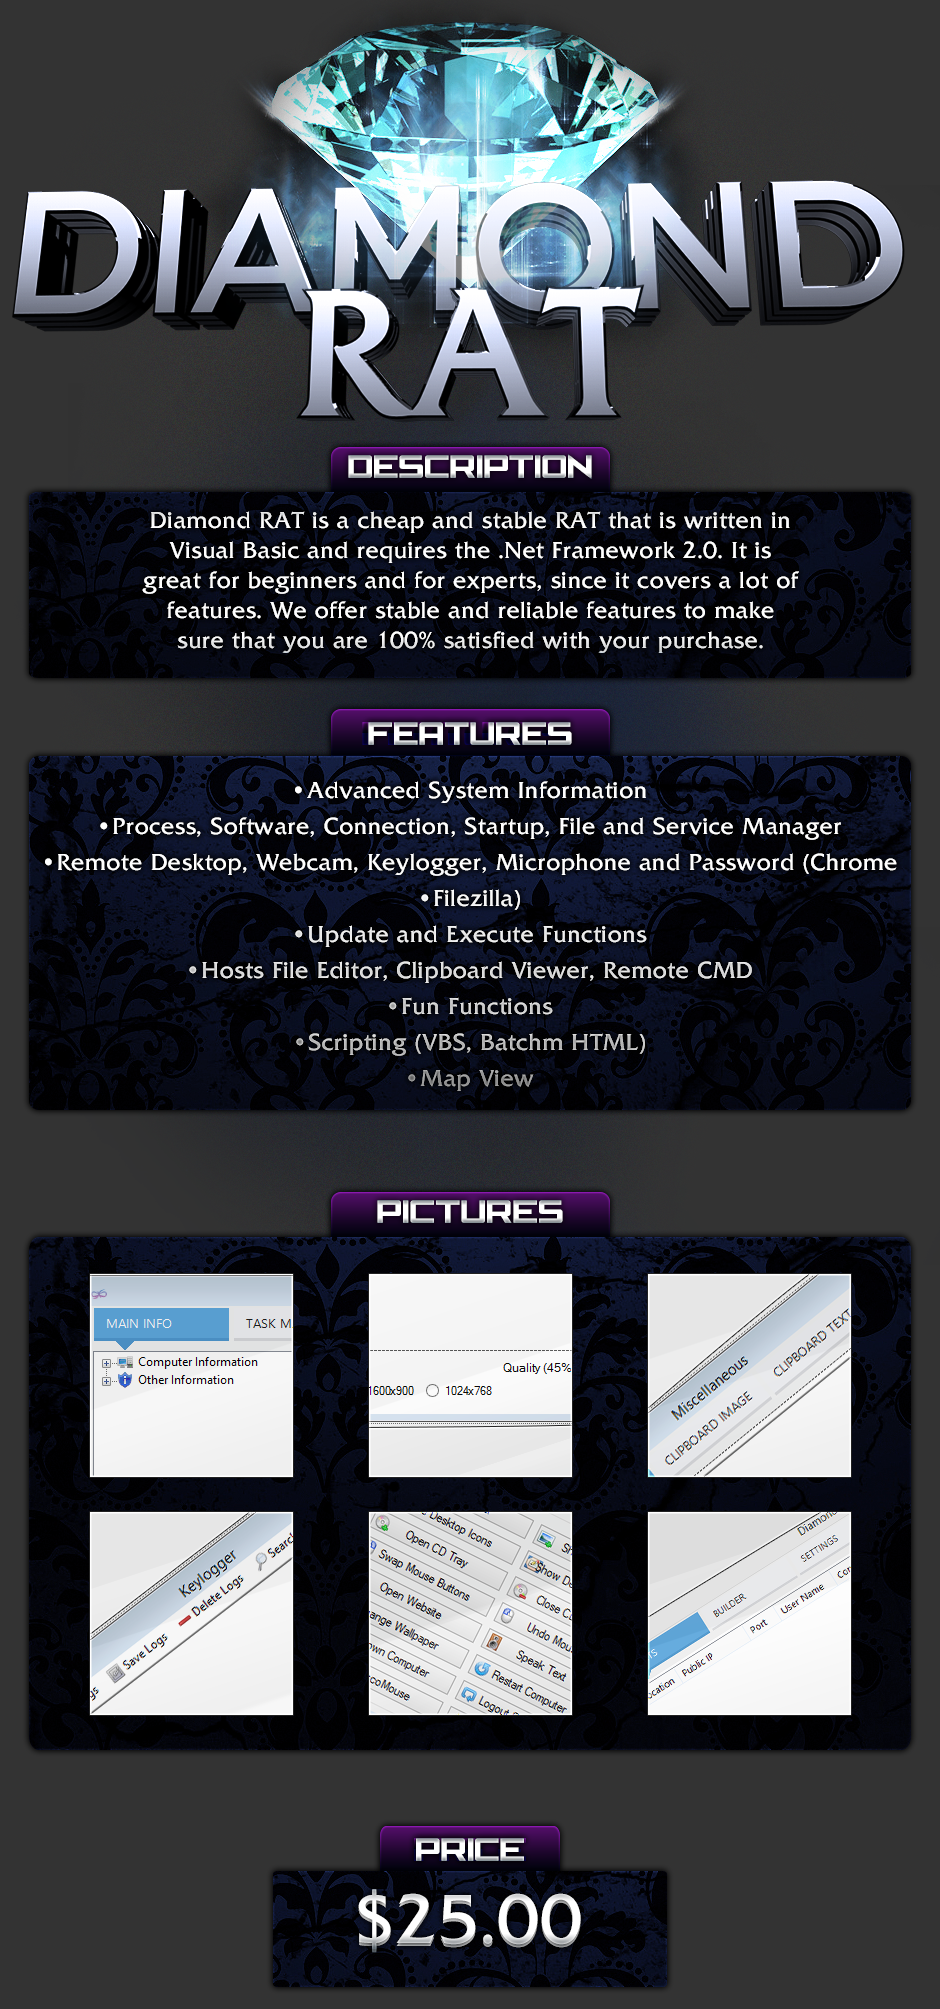 DIAMOND
RAT
DESCRIPTION
Diamond RAT is a cheap and stable RAT that is written in
Visual Basic and requires the .Net Framework 2.0. It is
great for beginners and for experts, since it covers a lot of
features. We offer stable and reliable features to make
sure that you are 100% satisfied with your purchase.
FEATURES
•Advanced System Information
•Process, Software, Connection, Startup, File and Service Manager
•Remote Desktop, Webcam, Keylogger, Microphone and Password (Chrome
•Filezilla)
•Update and Execute Functions
•Hosts File Editor, Clipboard Viewer, Remote CMD
•Fun Functions
•Scripting (VBS, Batchm HTML)
•Map View
PICTURES
MAIN INFO
TASK M
Computer Information
Other Information
Quality (45%
1600x900
1024x768
Miscellaneous
CLIPBOARD IMAGE
CLIPBOARD TEXT
Keylogger
Save Logs
Delete Logs
Searc
Desktop Icons
Open CD Tray
Swap Mouse Buttons
Open Website
ange Wallpaper
own Computer
coMouse
Show De
Close C
Undo Mou
Speak Text
Restart Computer
Logout
Diamon
SETTINGS
BUILDER
ocation
Public IP
Port
User Name
PRICE
$25.00